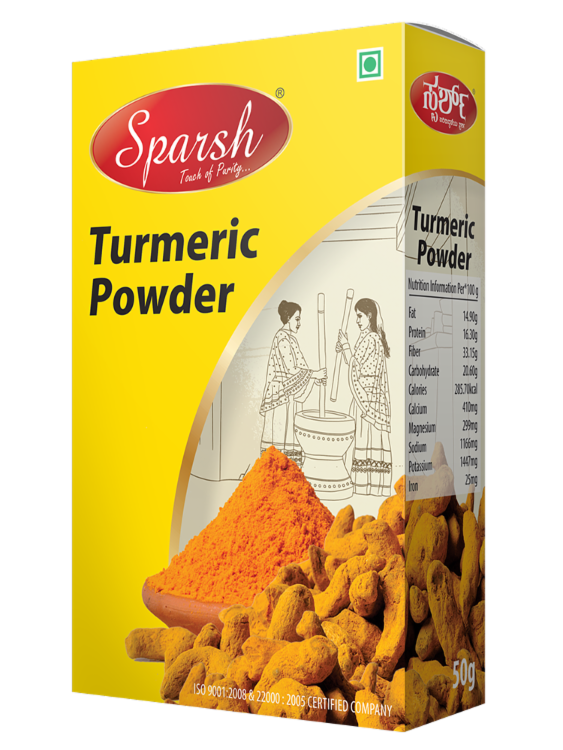 Sparsh
®
Touch of Purity...
Turmeric
Powder
ISO 9001:2008 & 22000 : 2005 CERTIFIED COMPANY
Turmeric
Powder
Nutrition Information Per*100 g
Fat 14.90g
Protein 16.30g
Fiber 33.15g
Carbohydrate 20.60g
Calories 285.70kcal
Calcium 410mg
Magnesium 299mg
Sodium 1166mg
Potassium 1447mg
Iron 25mg
50g